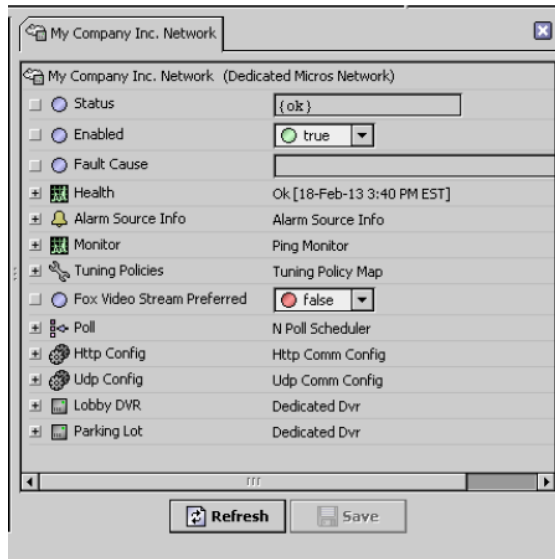 My Company Inc. Network
My Company Inc. Network (Dedicated Micros Network)
Status {ok}
Enabled true
Fault Cause
Health Ok [18-Feb-13 3:40 PM EST]
Alarm Source Info Alarm Source Info
Monitor Ping Monitor
Tuning Policies Tuning Policy Map
Fox Video Stream Preferred false
Poll N Poll Scheduler
Http Config Http Comm Config
Udp Config Udp Comm Config
Lobby DVR Dedicated Dvr
Parking Lot Dedicated Dvr
Refresh Save